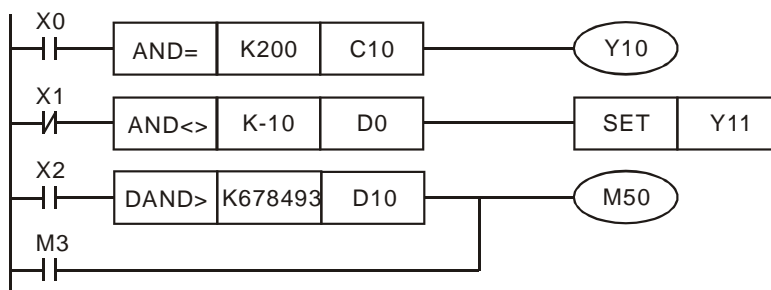 X0
AND= K200 C10 Y10
X1
AND<> K-10 D0 SET Y11
X2
DAND> K678493 D10 M50
M3